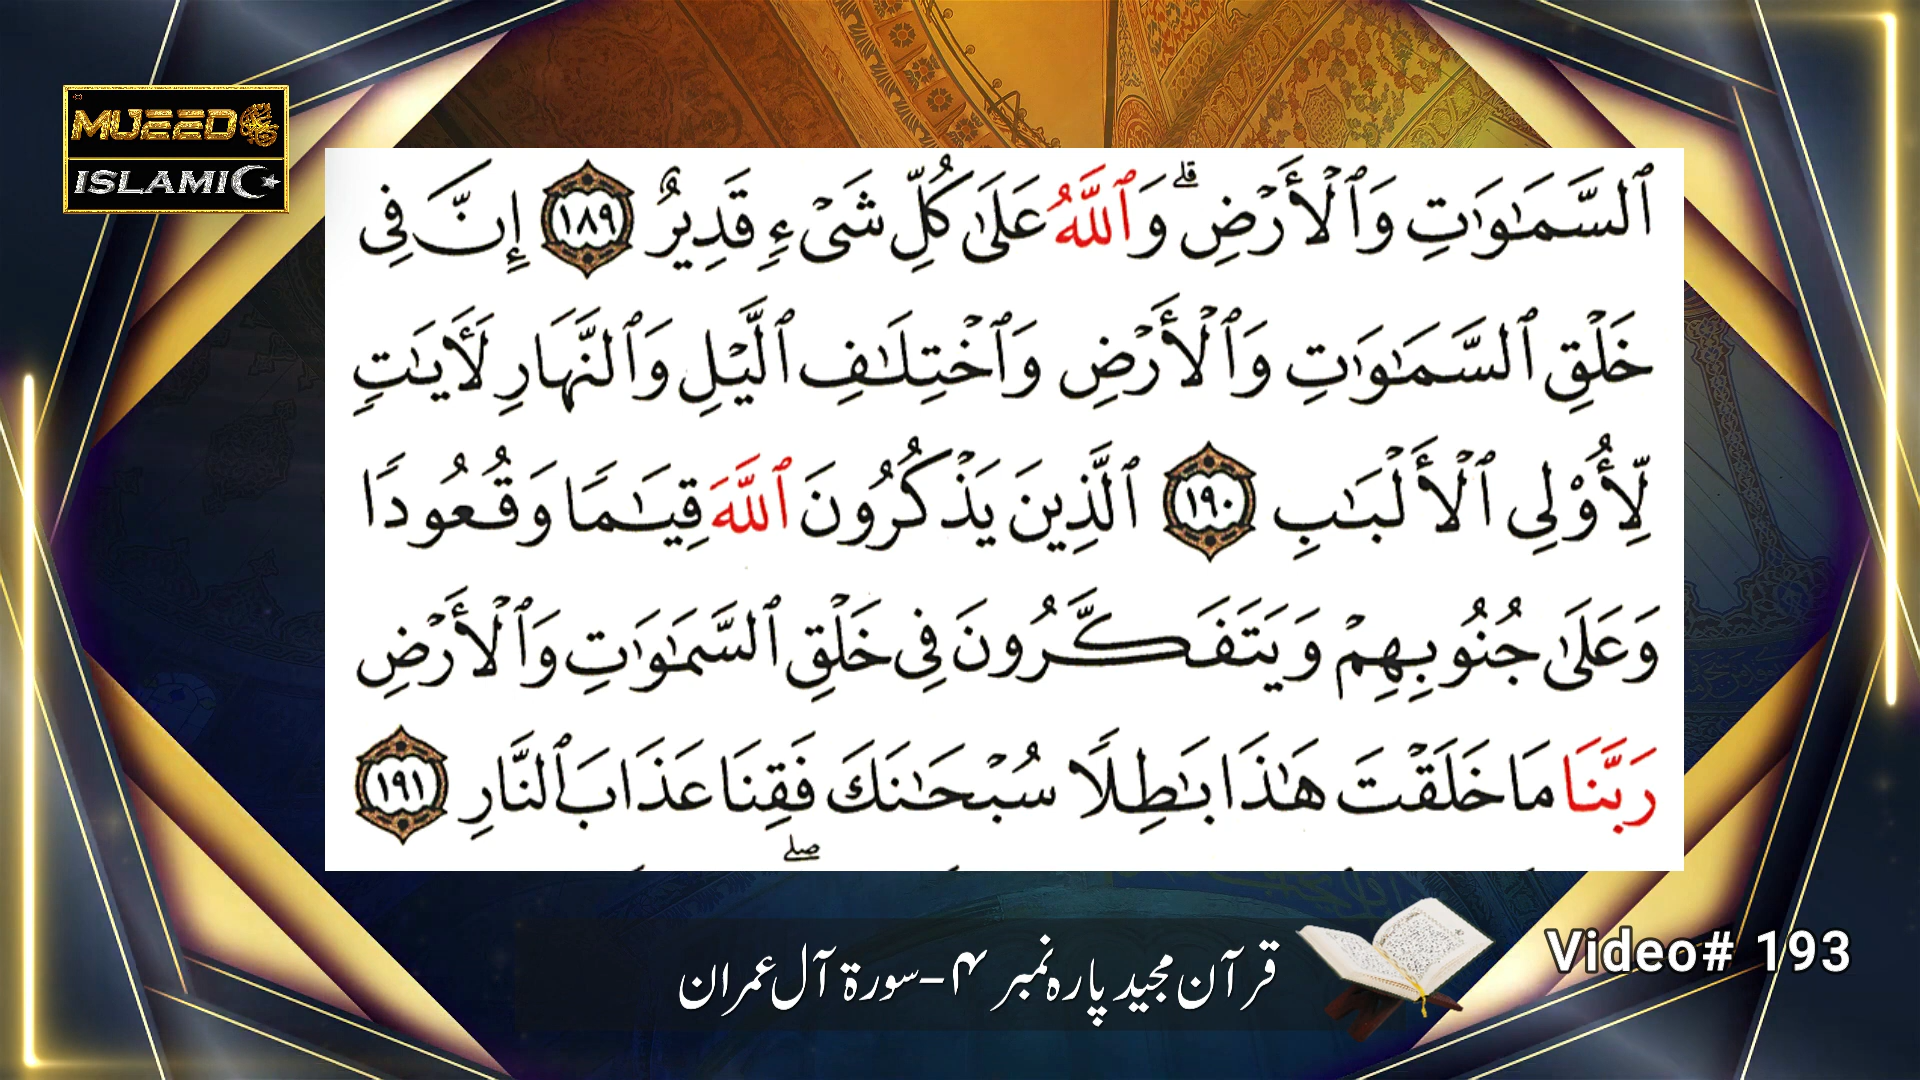 MUEED
ISLAMIC
ٱلسَّمَـٰوَٰتِ وَٱلْأَرْضِ ۗ وَٱللَّهُ عَلَىٰ كُلِّ شَىْءٍ قَدِيرٌ ١٨٩ إِنَّ فِى
خَلْقِ ٱلسَّمَـٰوَٰتِ وَٱلْأَرْضِ وَٱخْتِلَـٰفِ ٱلَّيْلِ وَٱلنَّهَارِ لَـَٔايَـٰتٍ
لِّأُو۟لِى ٱلْأَلْبَـٰبِ ١٩٠ ٱلَّذِينَ يَذْكُرُونَ ٱللَّهَ قِيَـٰمًا وَقُعُودًا
وَعَلَىٰ جُنُوبِهِمْ وَيَتَفَكَّرُونَ فِى خَلْقِ ٱلسَّمَـٰوَٰتِ وَٱلْأَرْضِ
رَبَّنَا مَا خَلَقْتَ هَـٰذَا بَـٰطِلًا سُبْحَـٰنَكَ فَقِنَا عَذَابَ ٱلنَّارِ ١٩١
قرآن مجید پارہ نمبر ۴ - سورۃ آل عمران
Video# 193